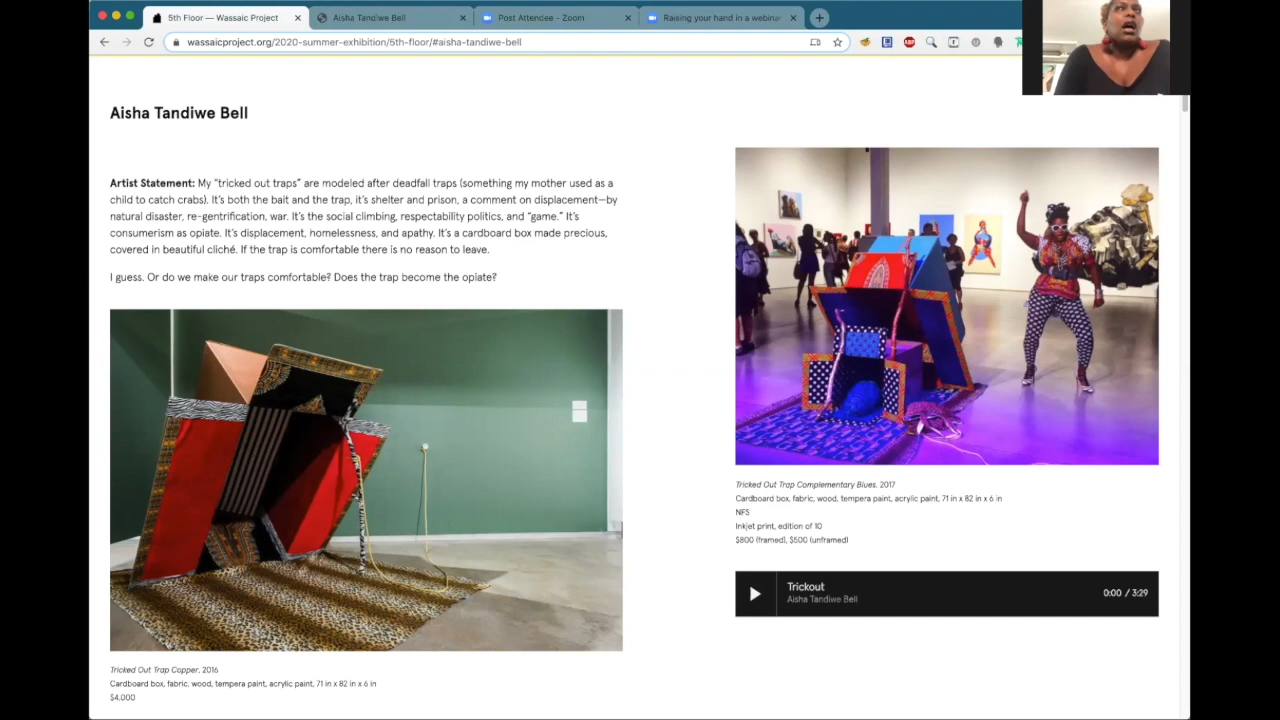 5th Floor — Wassaic Project
Aisha Tandiwe Bell
Post Attendee - Zoom
Raising your hand in a webinar
wassaicproject.org/2020-summer-exhibition/5th-floor/#aisha-tandiwe-bell
ABP
Aisha Tandiwe Bell
Artist Statement: My “tricked out traps” are modeled after deadfall traps (something my mother used as a
child to catch crabs). It’s both the bait and the trap, it’s shelter and prison, a comment on displacement—by
natural disaster, re-gentrification, war. It’s the social climbing, respectability politics, and “game.” It’s
consumerism as opiate. It’s displacement, homelessness, and apathy. It’s a cardboard box made precious,
covered in beautiful cliché. If the trap is comfortable there is no reason to leave.
I guess. Or do we make our traps comfortable? Does the trap become the opiate?
Tricked Out Trap Copper, 2016
Cardboard box, fabric, wood, tempera paint, acrylic paint, 71 in x 82 in x 6 in
$4,000
Tricked Out Trap Complementary Blues, 2017
Cardboard box, fabric, wood, tempera paint, acrylic paint, 71 in x 82 in x 6 in
NFS
Inkjet print, edition of 10
$800 (framed), $500 (unframed)
Trickout
Aisha Tandiwe Bell
0:00 / 3:29